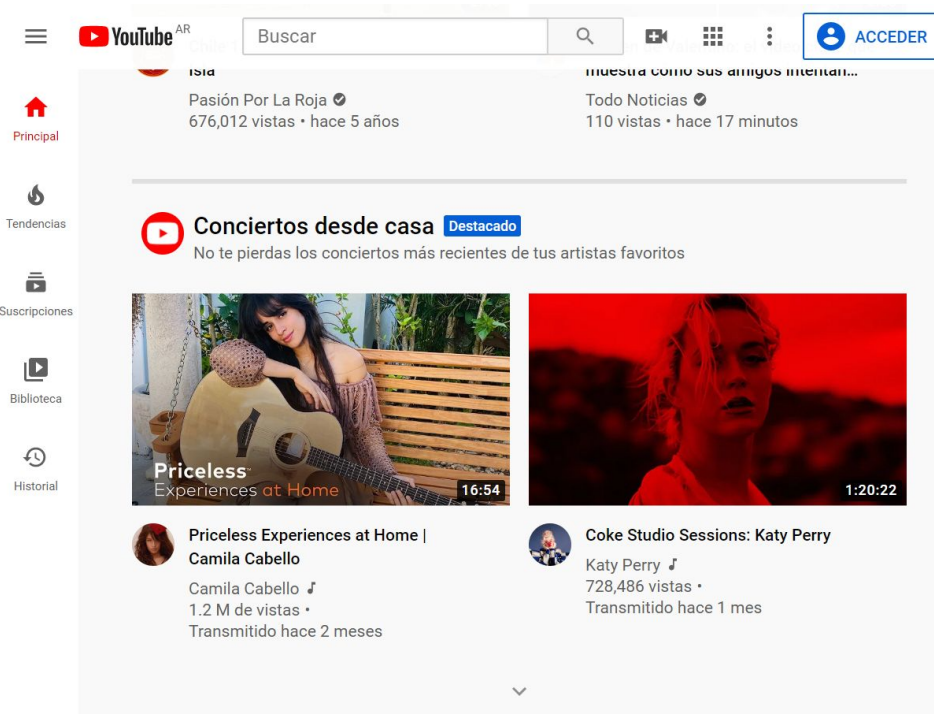 YouTube AR
Buscar
ACCEDER
Principal
Tendencias
Suscripciones
Biblioteca
Historial
Isla
Pasión Por La Roja
676,012 vistas • hace 5 años
muestra cómo sus amigos intentan...
Todo Noticias
110 vistas • hace 17 minutos
Conciertos desde casa Destacado
No te pierdas los conciertos más recientes de tus artistas favoritos
Priceless
Experiences at Home
16:54
1:20:22
Priceless Experiences at Home |
Camila Cabello
Camila Cabello
1.2 M de vistas •
Transmitido hace 2 meses
Coke Studio Sessions: Katy Perry
Katy Perry
728,486 vistas •
Transmitido hace 1 mes